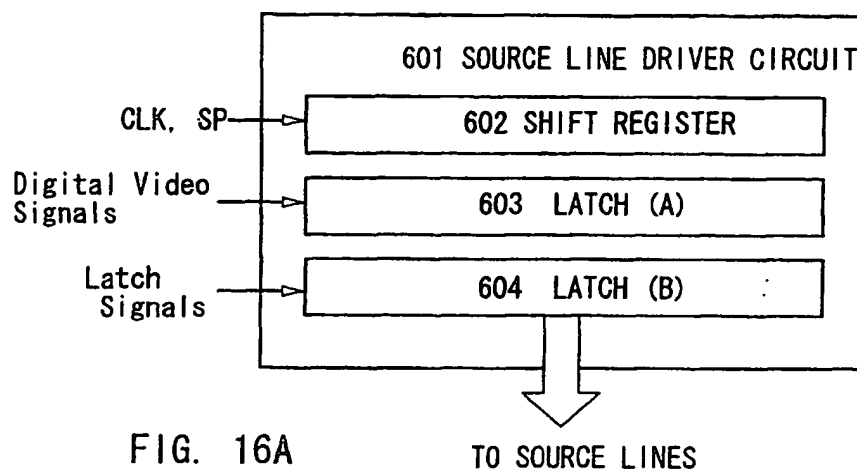 601 SOURCE LINE DRIVER CIRCUIT
CLK, SP
602 SHIFT REGISTER
Digital Video
Signals
603 LATCH (A)
Latch
Signals
604 LATCH (B)
FIG. 16A
TO SOURCE LINES